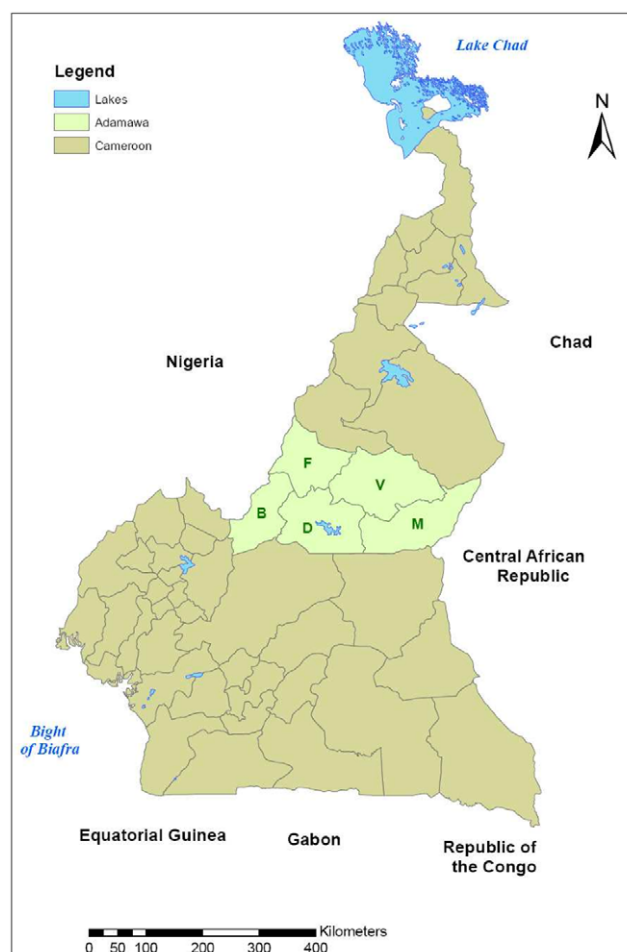 Lake Chad
Legend
Lakes
Adamawa
Cameroon
N
Chad
Nigeria
F
V
B
D
M
Central African
Republic
Bight
of Biafra
Equatorial Guinea
Gabon
Republic of
the Congo
Kilometers
0 50 100 200 300 400